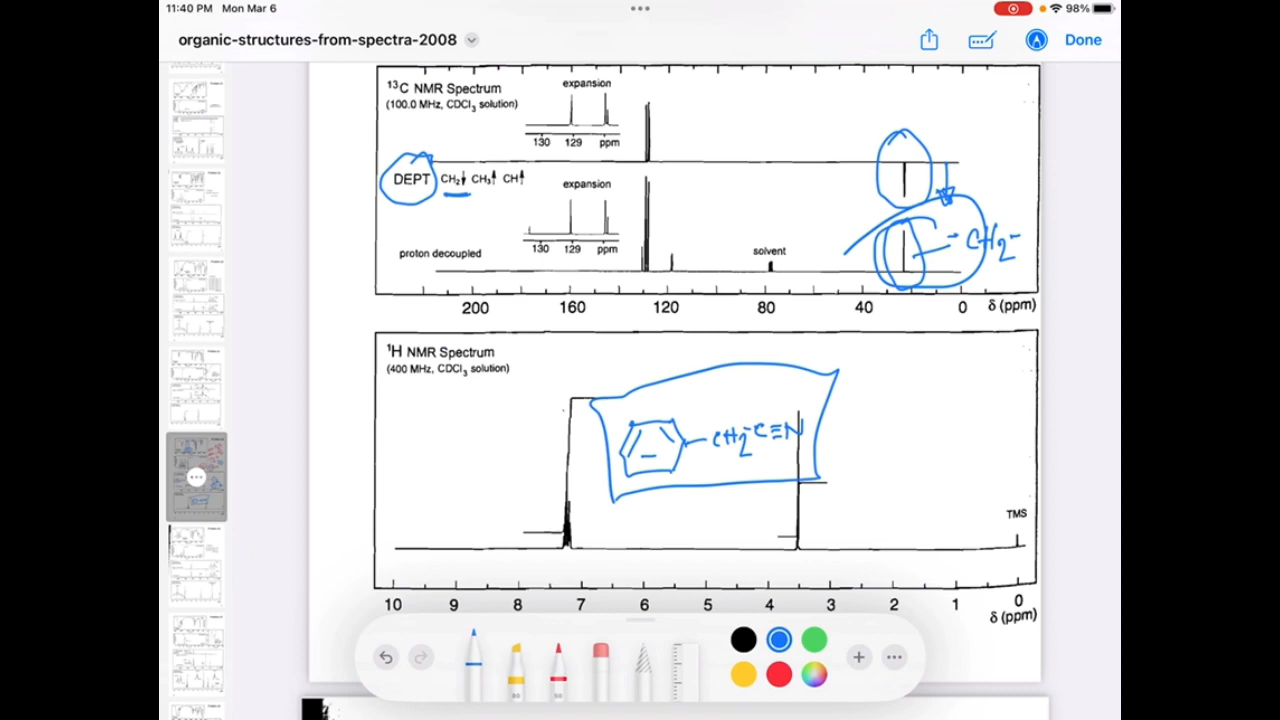 11:40 PM Mon Mar 6
98%
organic-structures-from-spectra-2008
Done
13C NMR Spectrum
(100.0 MHz, CDCl3 solution)
expansion
130 129 ppm
DEPT CH2↓ CH3↑ CH↑
expansion
130 129 ppm
proton decoupled
solvent
-CH2-
200 160 120 80 40 0 δ (ppm)
1H NMR Spectrum
(400 MHz, CDCl3 solution)
-CH2-C≡N
TMS
10 9 8 7 6 5 4 3 2 1 0
δ (ppm)